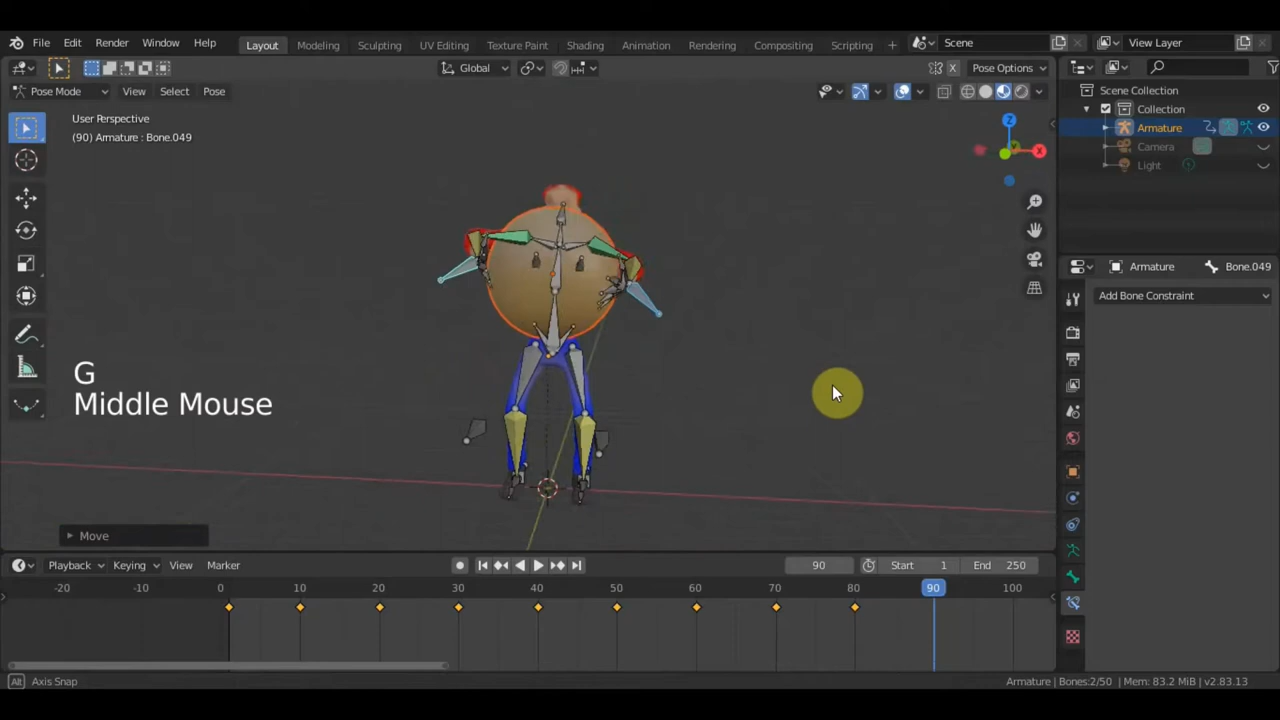 File Edit Render Window Help Layout Modeling Sculpting UV Editing Texture Paint Shading Animation Rendering Compositing Scripting + Scene View Layer
Global X Pose Options
Pose Mode View Select Pose
Scene Collection
Collection
Armature
Camera
Light
User Perspective
(90) Armature : Bone.049
Z
X
Armature Bone.049
Add Bone Constraint
G
Middle Mouse
Move
Playback Keying View Marker 90 Start 1 End 250
-20 -10 0 10 20 30 40 50 60 70 80 90 100
Alt Axis Snap Armature | Bones:2/50 | Mem: 83.2 MiB | v2.83.13